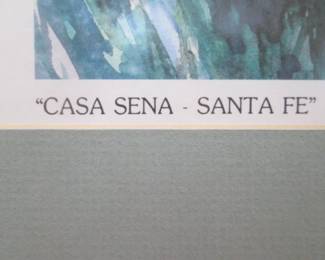 “CASA SENA - SANTA FE”